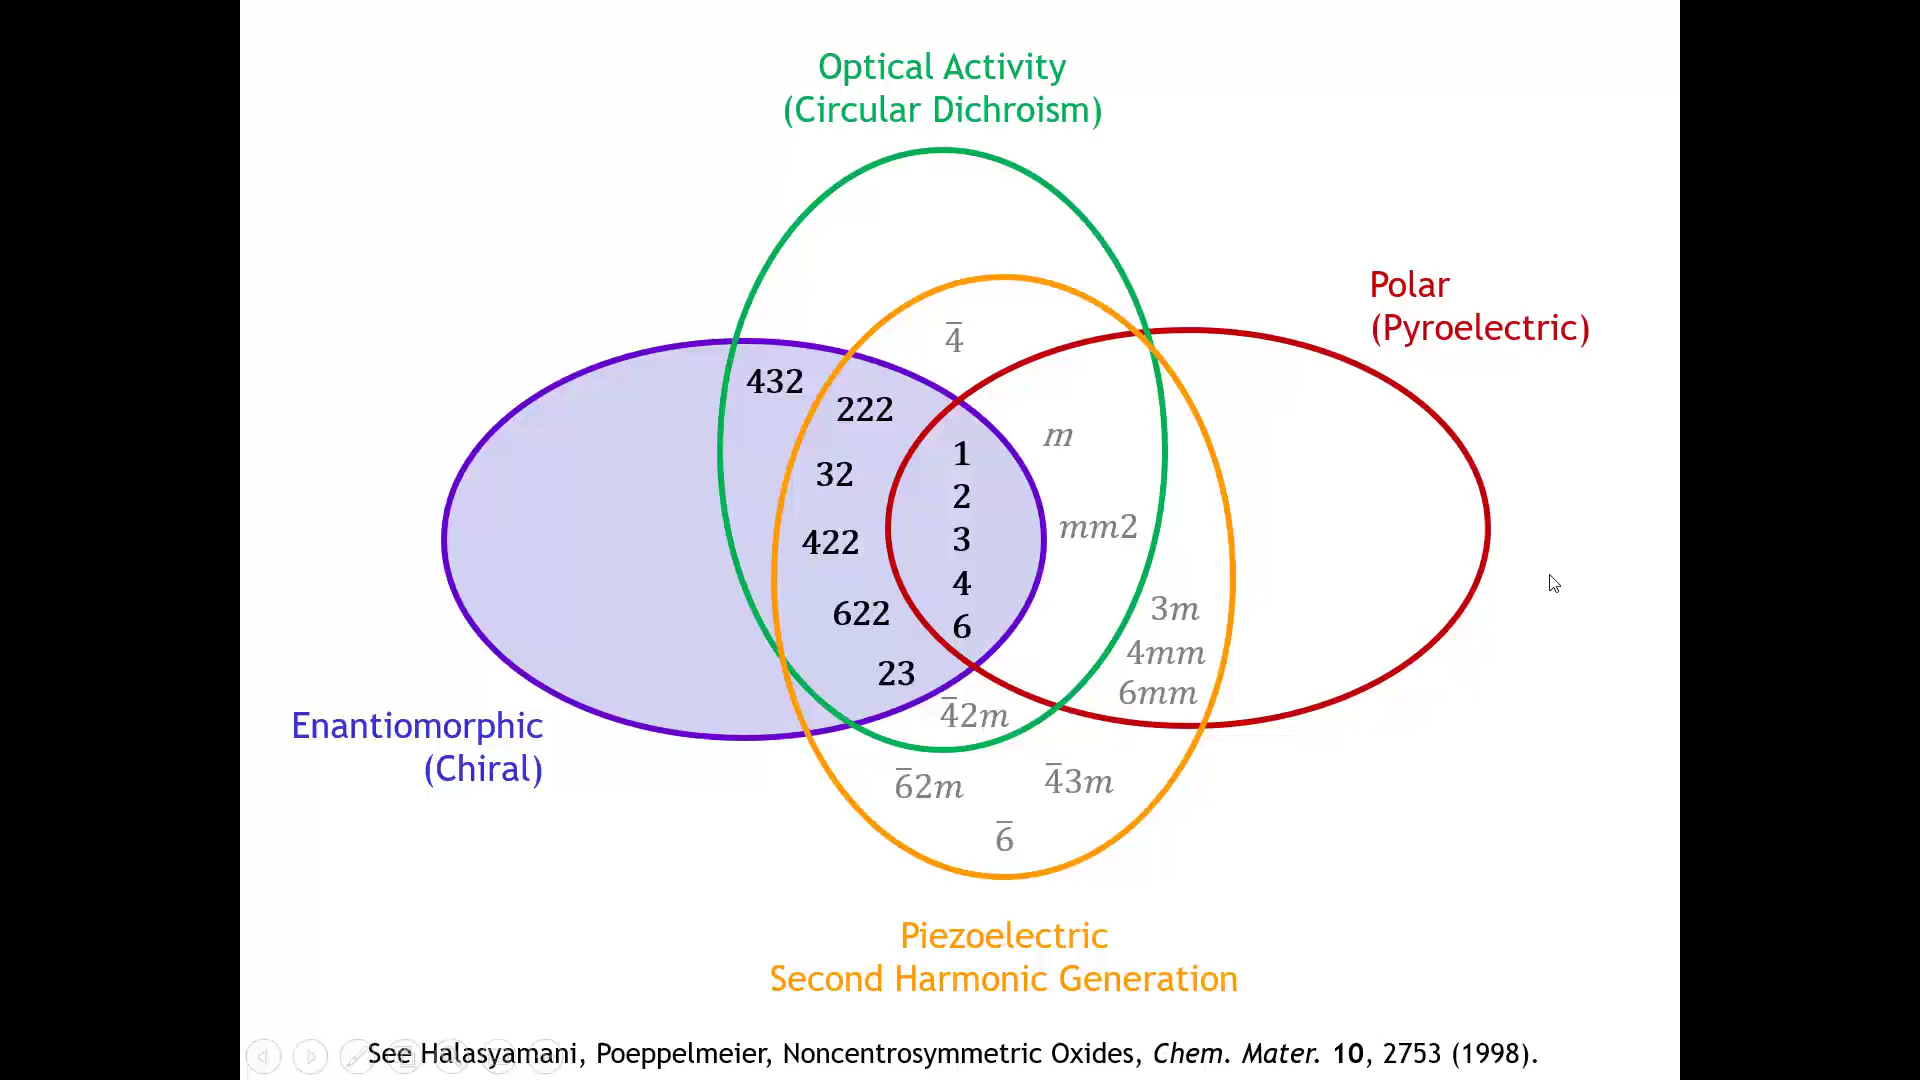 Optical Activity
(Circular Dichroism)
Polar
(Pyroelectric)
4̅
432
222
m
1
32
2
mm2
3
422
4
3m
622
6
4mm
23
6mm
4̅2m
Enantiomorphic
(Chiral)
6̅2m
4̅3m
6̅
Piezoelectric
Second Harmonic Generation
See Halasyamani, Poeppelmeier, Noncentrosymmetric Oxides, Chem. Mater. 10, 2753 (1998).